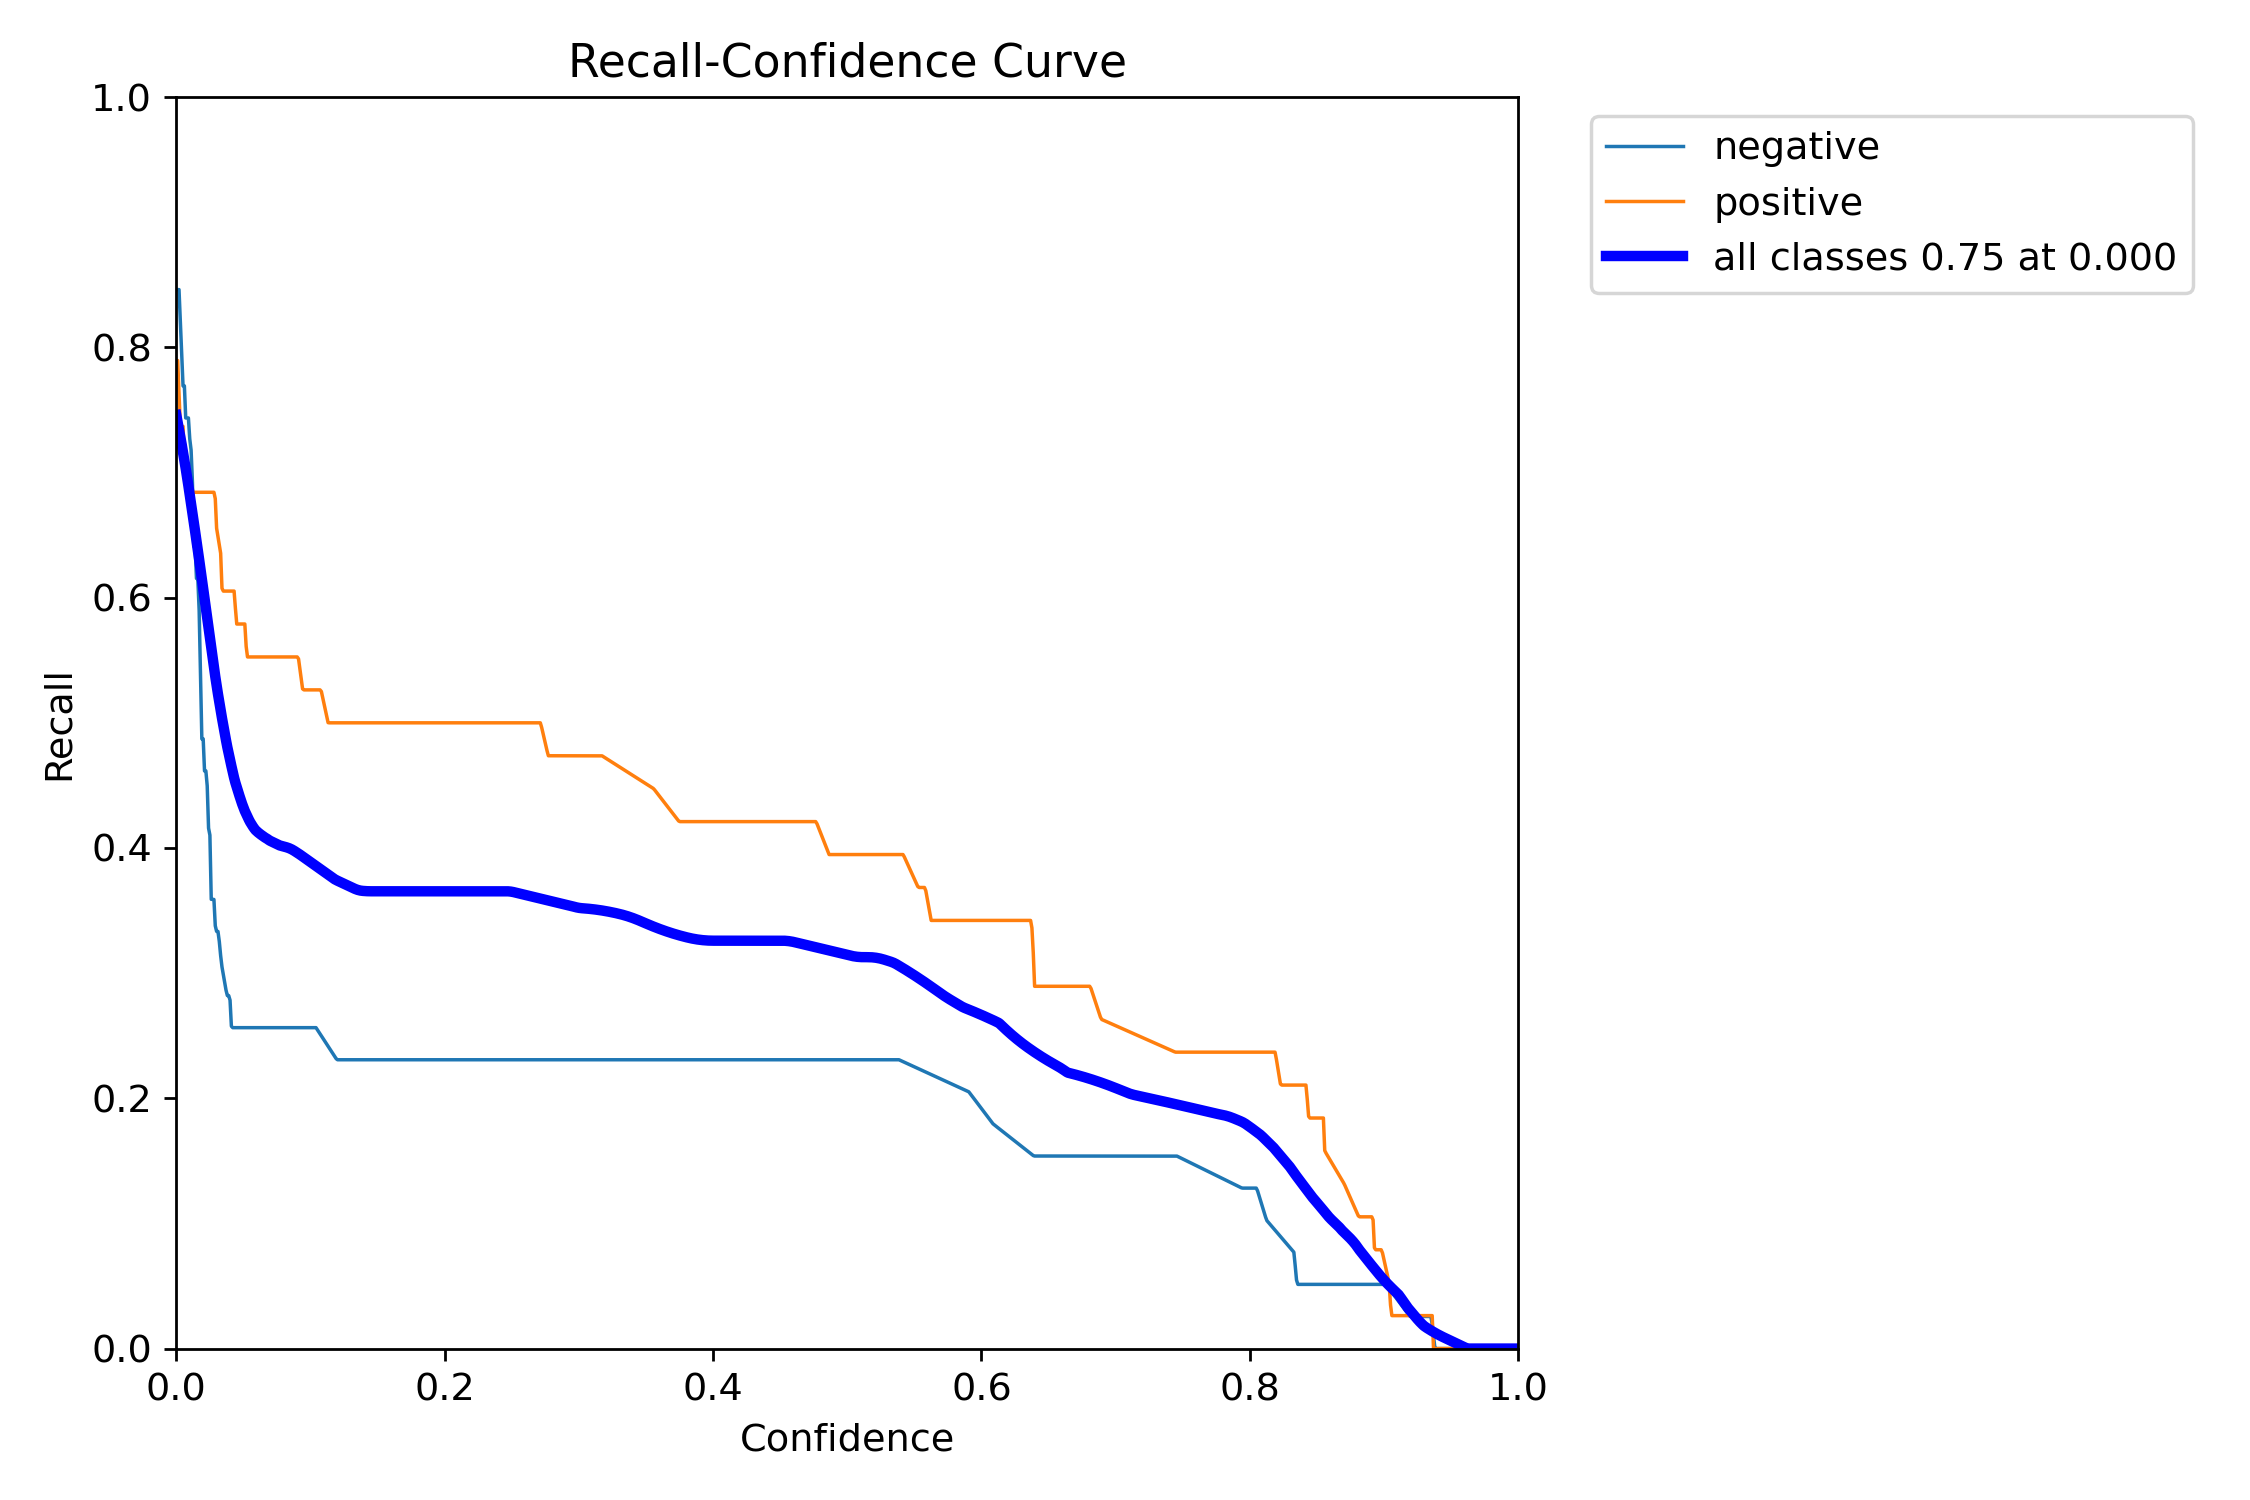 Recall-Confidence Curve
1.0
0.8
0.6
0.4
0.2
0.0
Recall
0.0 0.2 0.4 0.6 0.8 1.0
Confidence
negative
positive
all classes 0.75 at 0.000